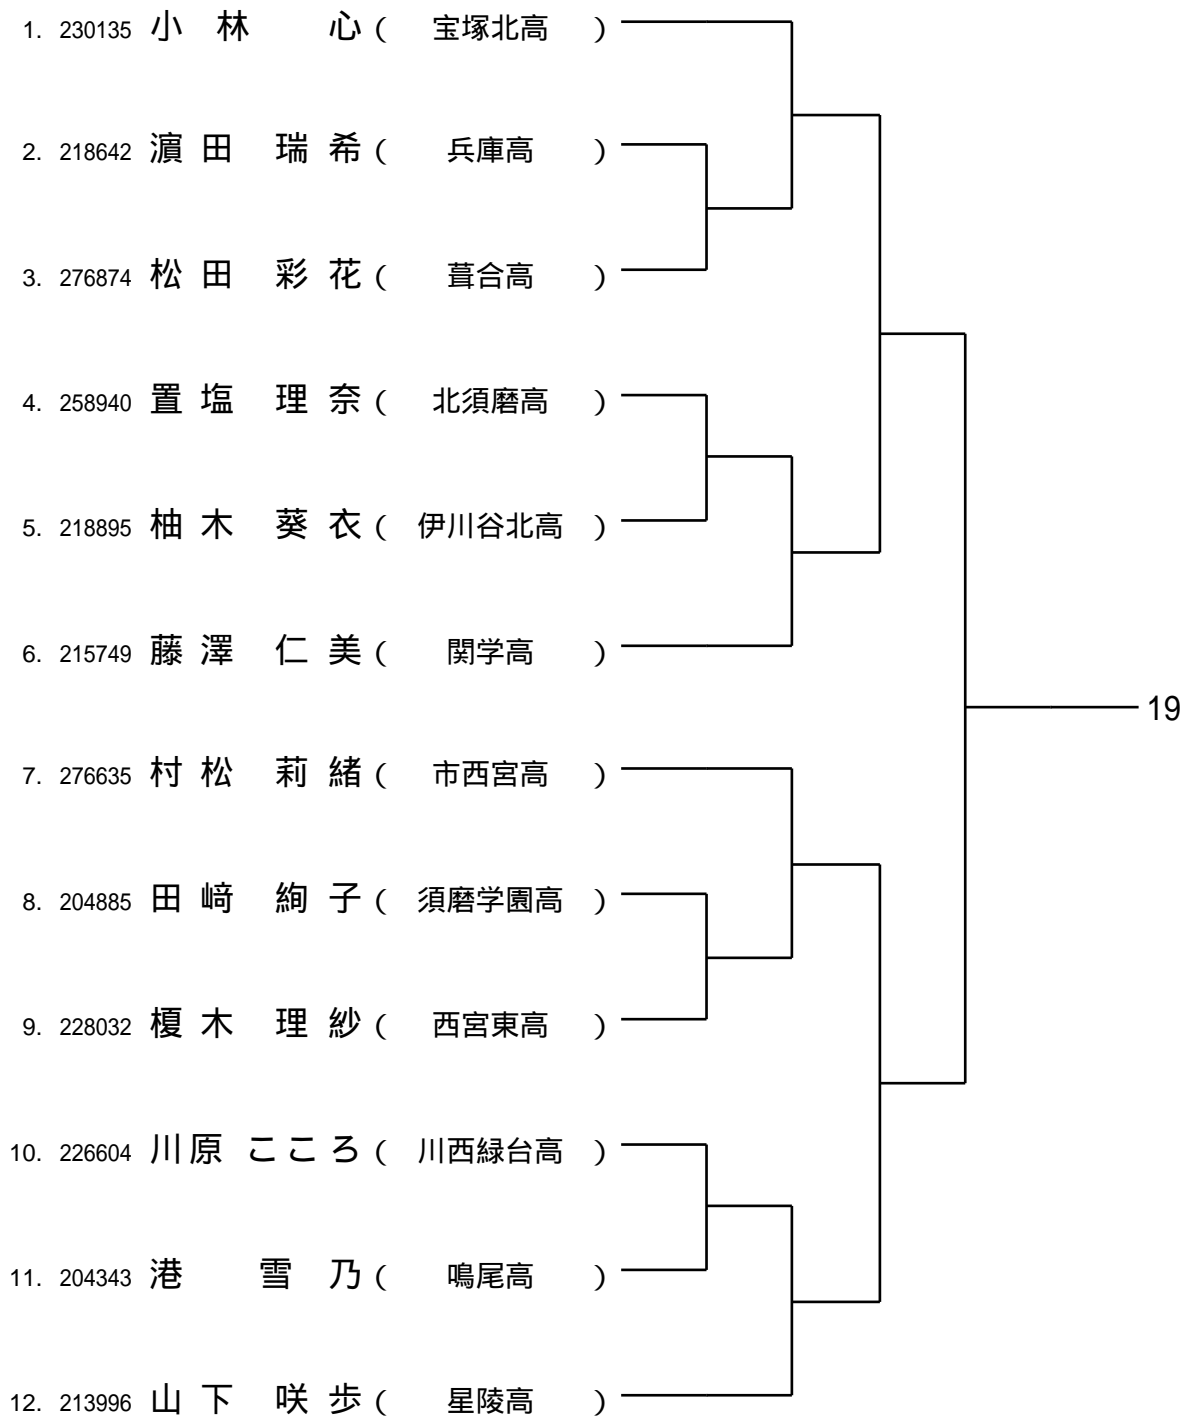 1. 230135 小林 心 ( 宝塚北高 )
2. 218642 濵田 瑞希 ( 兵庫高 )
3. 276874 松田 彩花 ( 葺合高 )
4. 258940 置塩 理奈 ( 北須磨高 )
5. 218895 柚木 葵衣 ( 伊川谷北高 )
6. 215749 藤澤 仁美 ( 関学高 )
19
7. 276635 村松 莉緒 ( 市西宮高 )
8. 204885 田﨑 絢子 ( 須磨学園高 )
9. 228032 榎木 理紗 ( 西宮東高 )
10. 226604 川原 こころ ( 川西緑台高 )
11. 204343 港 雪乃 ( 鳴尾高 )
12. 213996 山下 咲歩 ( 星陵高 )